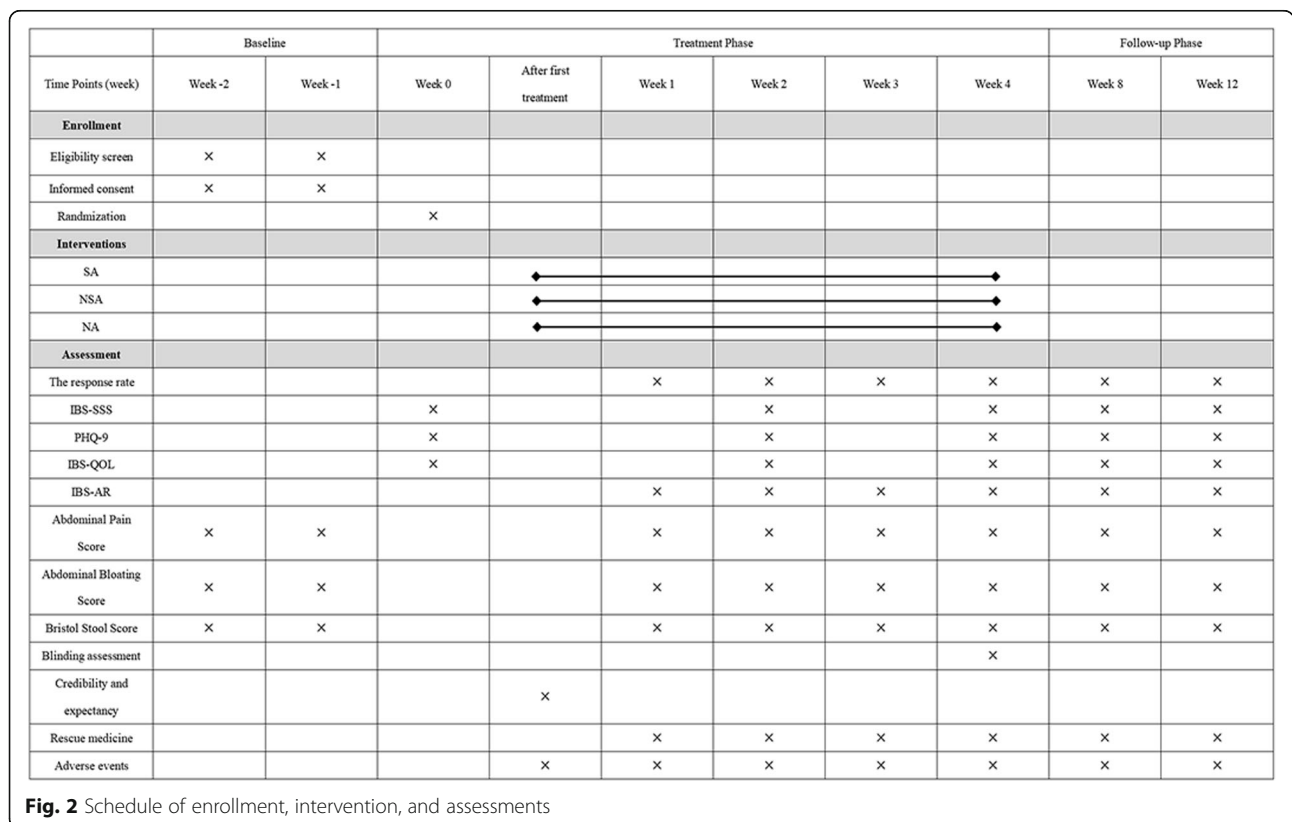 Baseline Treatment Phase Follow-up Phase
Time Points (week) Week -2 Week -1 Week 0 After first treatment Week 1 Week 2 Week 3 Week 4 Week 8 Week 12
Enrollment
Eligibility screen × ×
Informed consent × ×
Randmization ×
Interventions
SA
NSA
NA
Assessment
The response rate × × × × × ×
IBS-SSS × × × × ×
PHQ-9 × × × × ×
IBS-QOL × × × × ×
IBS-AR × × × × × ×
Abdominal Pain
Score × × × × × × × ×
Abdominal Bloating
Score × × × × × × × ×
Bristol Stool Score × × × × × × × ×
Blinding assessment ×
Credibility and
expectancy ×
Rescue medicine × × × × × ×
Adverse events × × × × × × ×
Fig. 2 Schedule of enrollment, intervention, and assessments